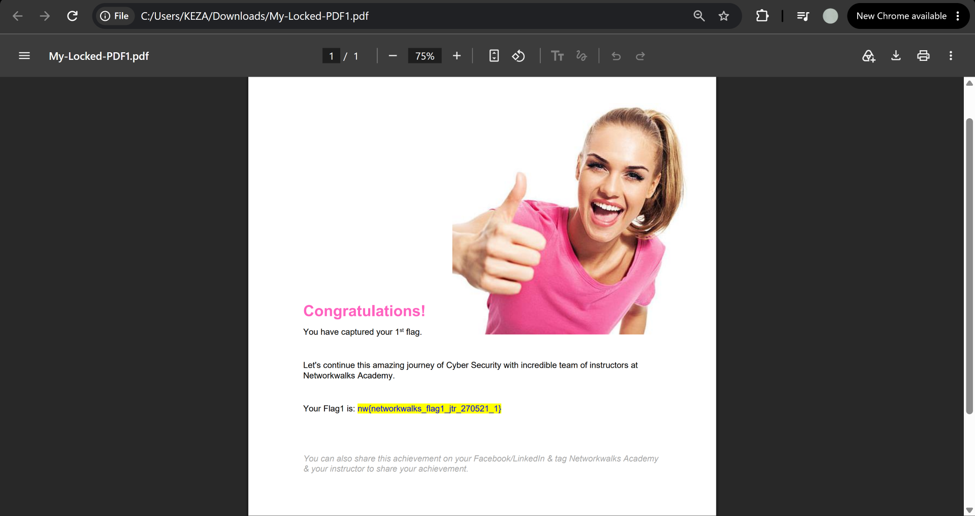 File
C:/Users/KEZA/Downloads/My-Locked-PDF1.pdf
New Chrome available
My-Locked-PDF1.pdf
1 / 1
75%
Congratulations!
You have captured your 1st flag.
Let's continue this amazing journey of Cyber Security with incredible team of instructors at
Networkwalks Academy.
Your Flag1 is: nw{networkwalks_flag1_jtr_270521_1}
You can also share this achievement on your Facebook/LinkedIn & tag Networkwalks Academy
& your instructor to share your achievement.